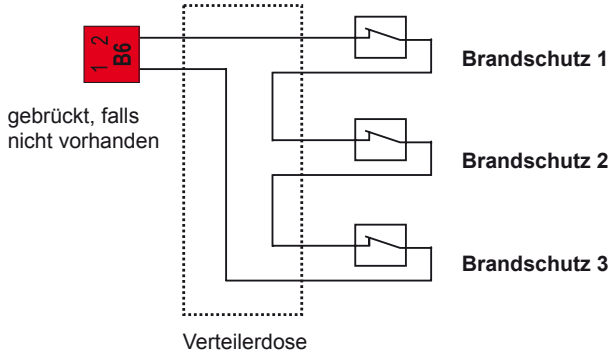 1 2
B6
Brandschutz 1
gebrückt, falls
nicht vorhanden
Brandschutz 2
Brandschutz 3
Verteilerdose